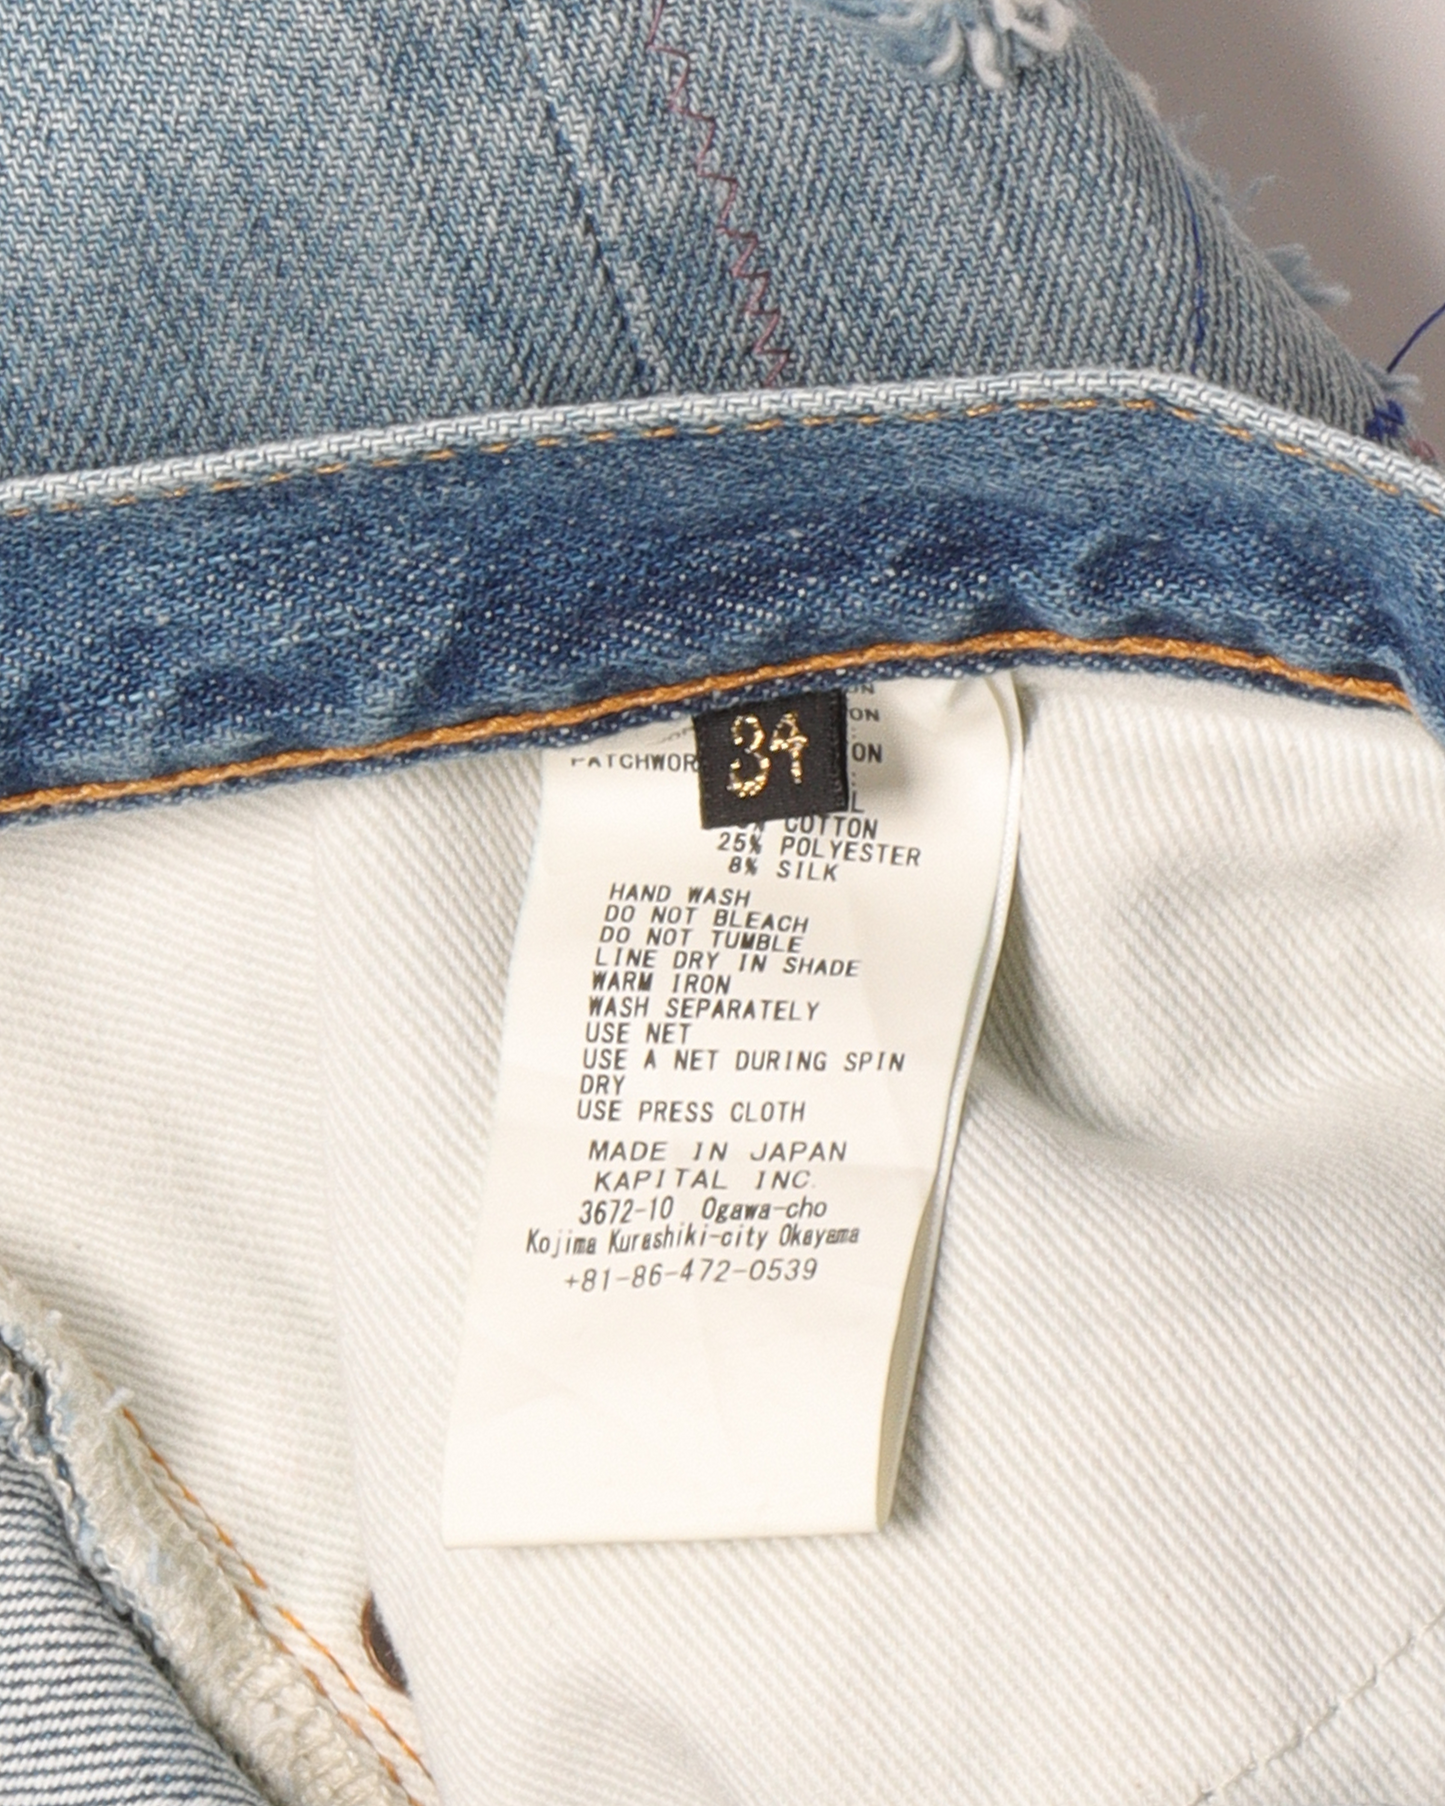 34
COTTON
25% POLYESTER
8% SILK
HAND WASH
DO NOT BLEACH
DO NOT TUMBLE
LINE DRY IN SHADE
WARM IRON
WASH SEPARATELY
USE NET
USE A NET DURING SPIN
DRY
USE PRESS CLOTH
MADE IN JAPAN
KAPITAL INC.
3672-10 Ogawa-cho
Kojima Kurashiki-city Okayama
+81-86-472-0539